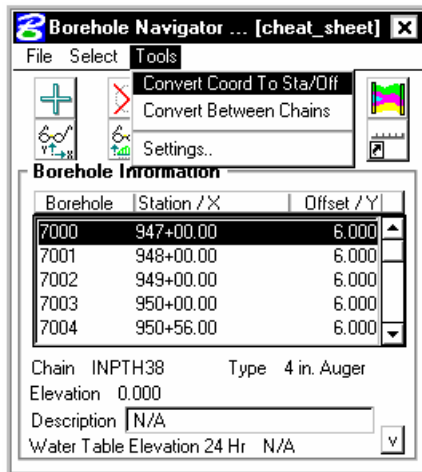 Borehole Navigator ... [cheat_sheet]
File Select Tools
Convert Coord To Sta/Off
Convert Between Chains
Settings..
Borehole Information
Borehole Station / X Offset / Y
7000 947+00.00 6.000
7001 948+00.00 6.000
7002 949+00.00 6.000
7003 950+00.00 6.000
7004 950+56.00 6.000
Chain INPTH38 Type 4 in. Auger
Elevation 0.000
Description N/A
Water Table Elevation 24 Hr N/A